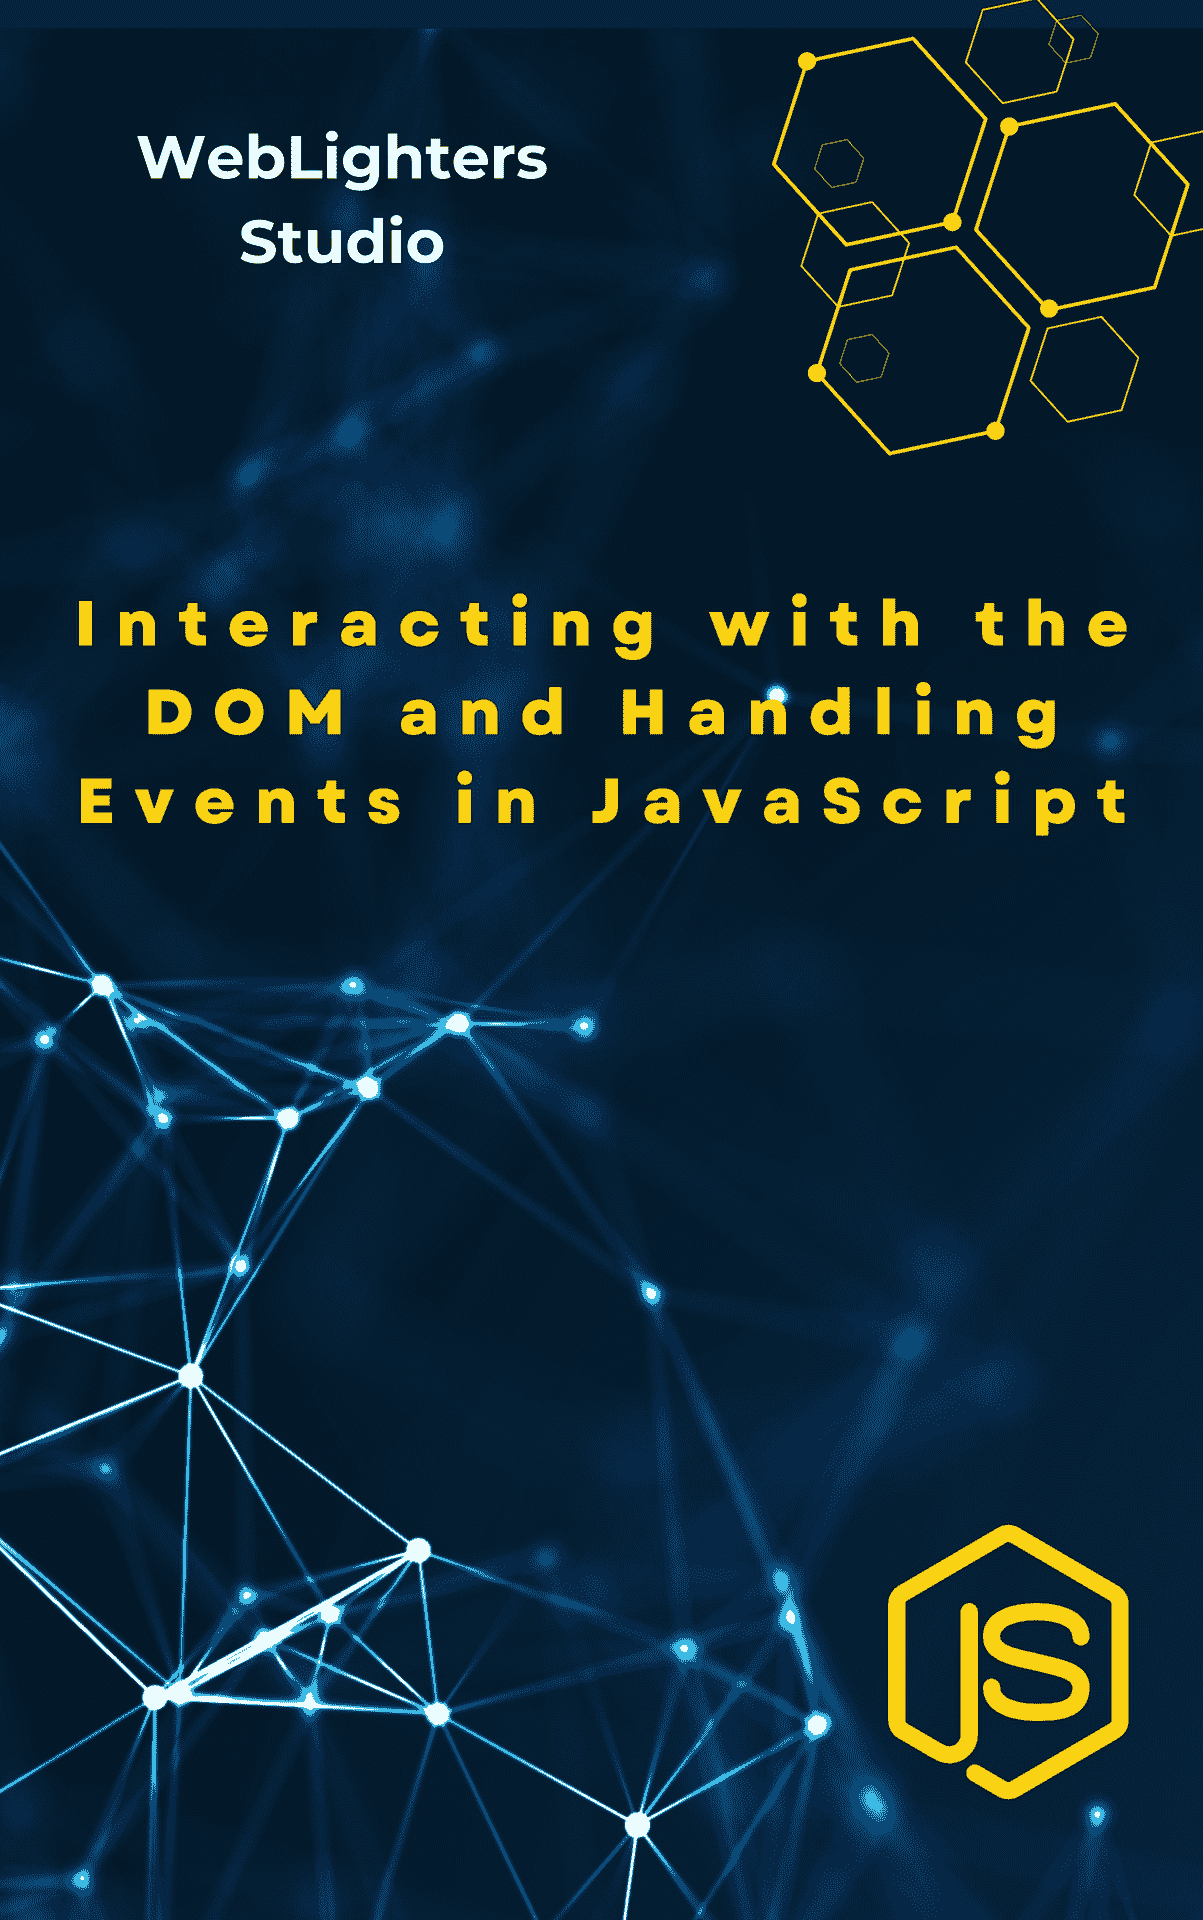 WebLighters
Studio
Interacting with the
DOM and Handling
Events in JavaScript
JS